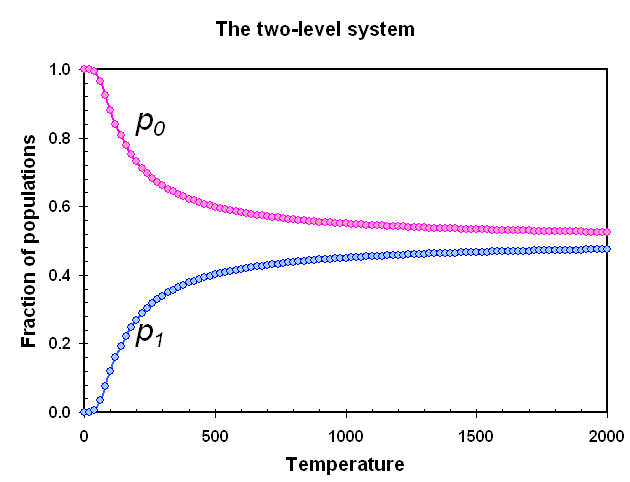 The two-level system
Fraction of populations
1.0
0.8
0.6
0.4
0.2
0.0
p0
p1
0 500 1000 1500 2000
Temperature